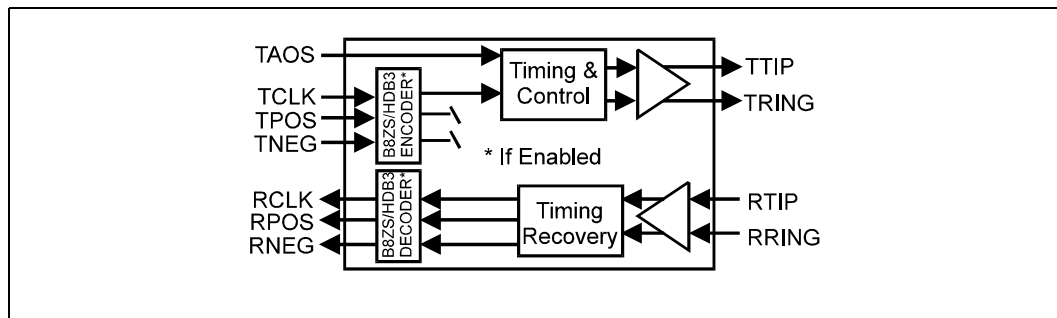 TAOS
TCLK
TPOS
TNEG
B8ZS/HDB3
ENCODER*
Timing &
Control
TTIP
TRING
* If Enabled
RCLK
RPOS
RNEG
B8ZS/HDB3
DECODER*
Timing
Recovery
RTIP
RRING